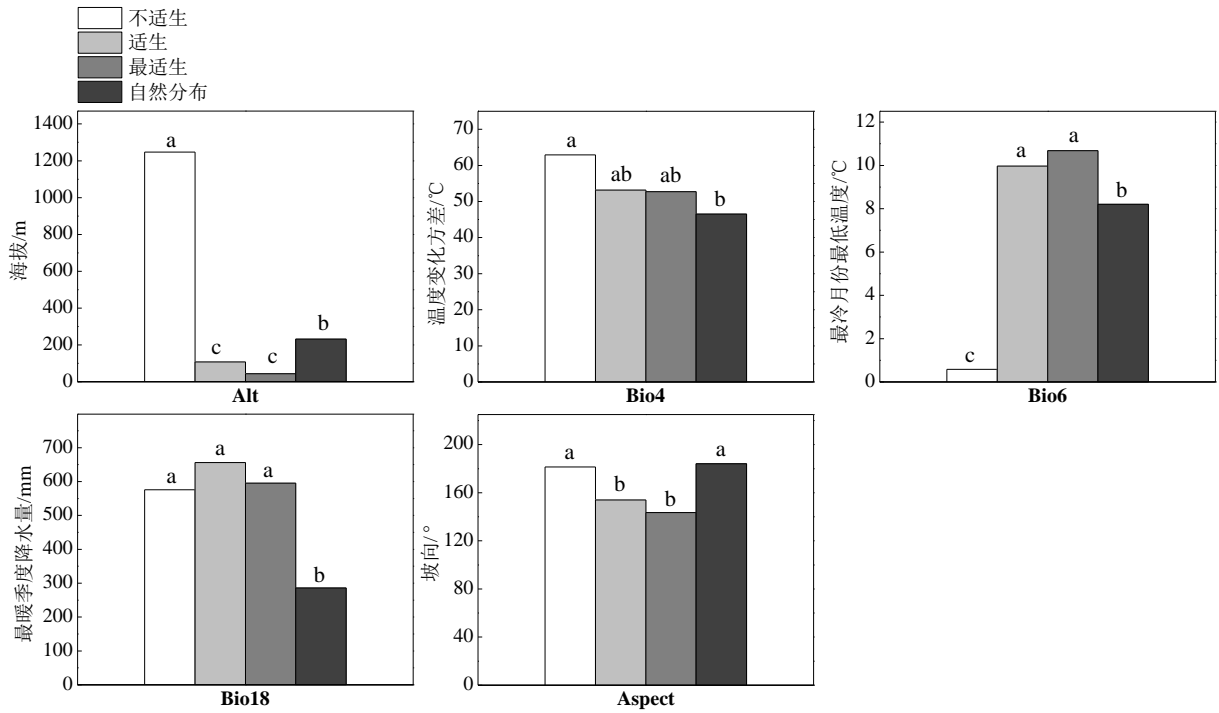 不适生
适生
最适生
自然分布
海拔/m
1400
1200
1000
800
600
400
200
0
a
c
c
b
Alt
温度变化方差/℃
70
60
50
40
30
20
10
0
a
ab
ab
b
Bio4
最冷月份最低温度/℃
12
10
8
6
4
2
0
c
a
a
b
Bio6
最暖季度降水量/mm
700
600
500
400
300
200
100
0
a
a
a
b
Bio18
坡向/°
200
160
120
80
40
0
a
b
b
a
Aspect